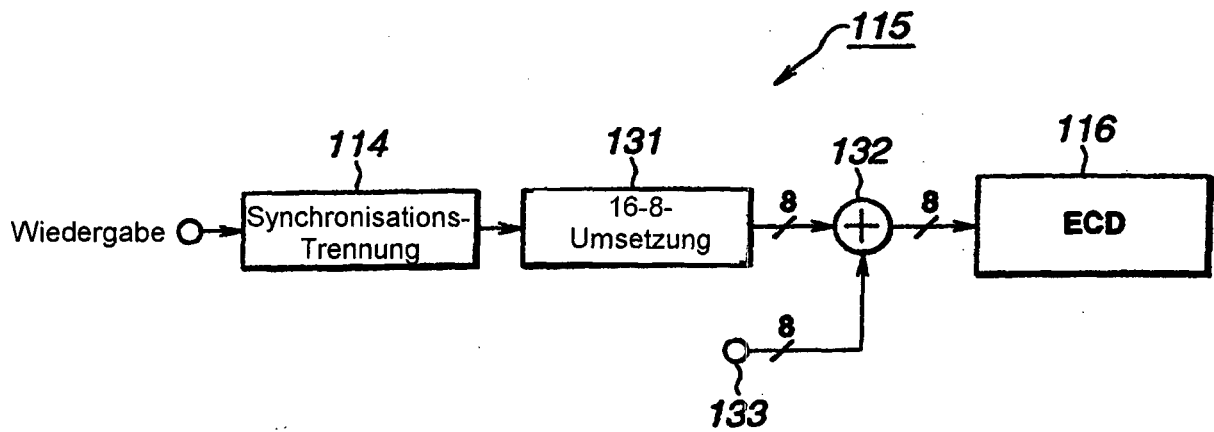 115
114
131
132
116
Wiedergabe
Synchronisations-
Trennung
16-8-
Umsetzung
8
8
ECD
8
133